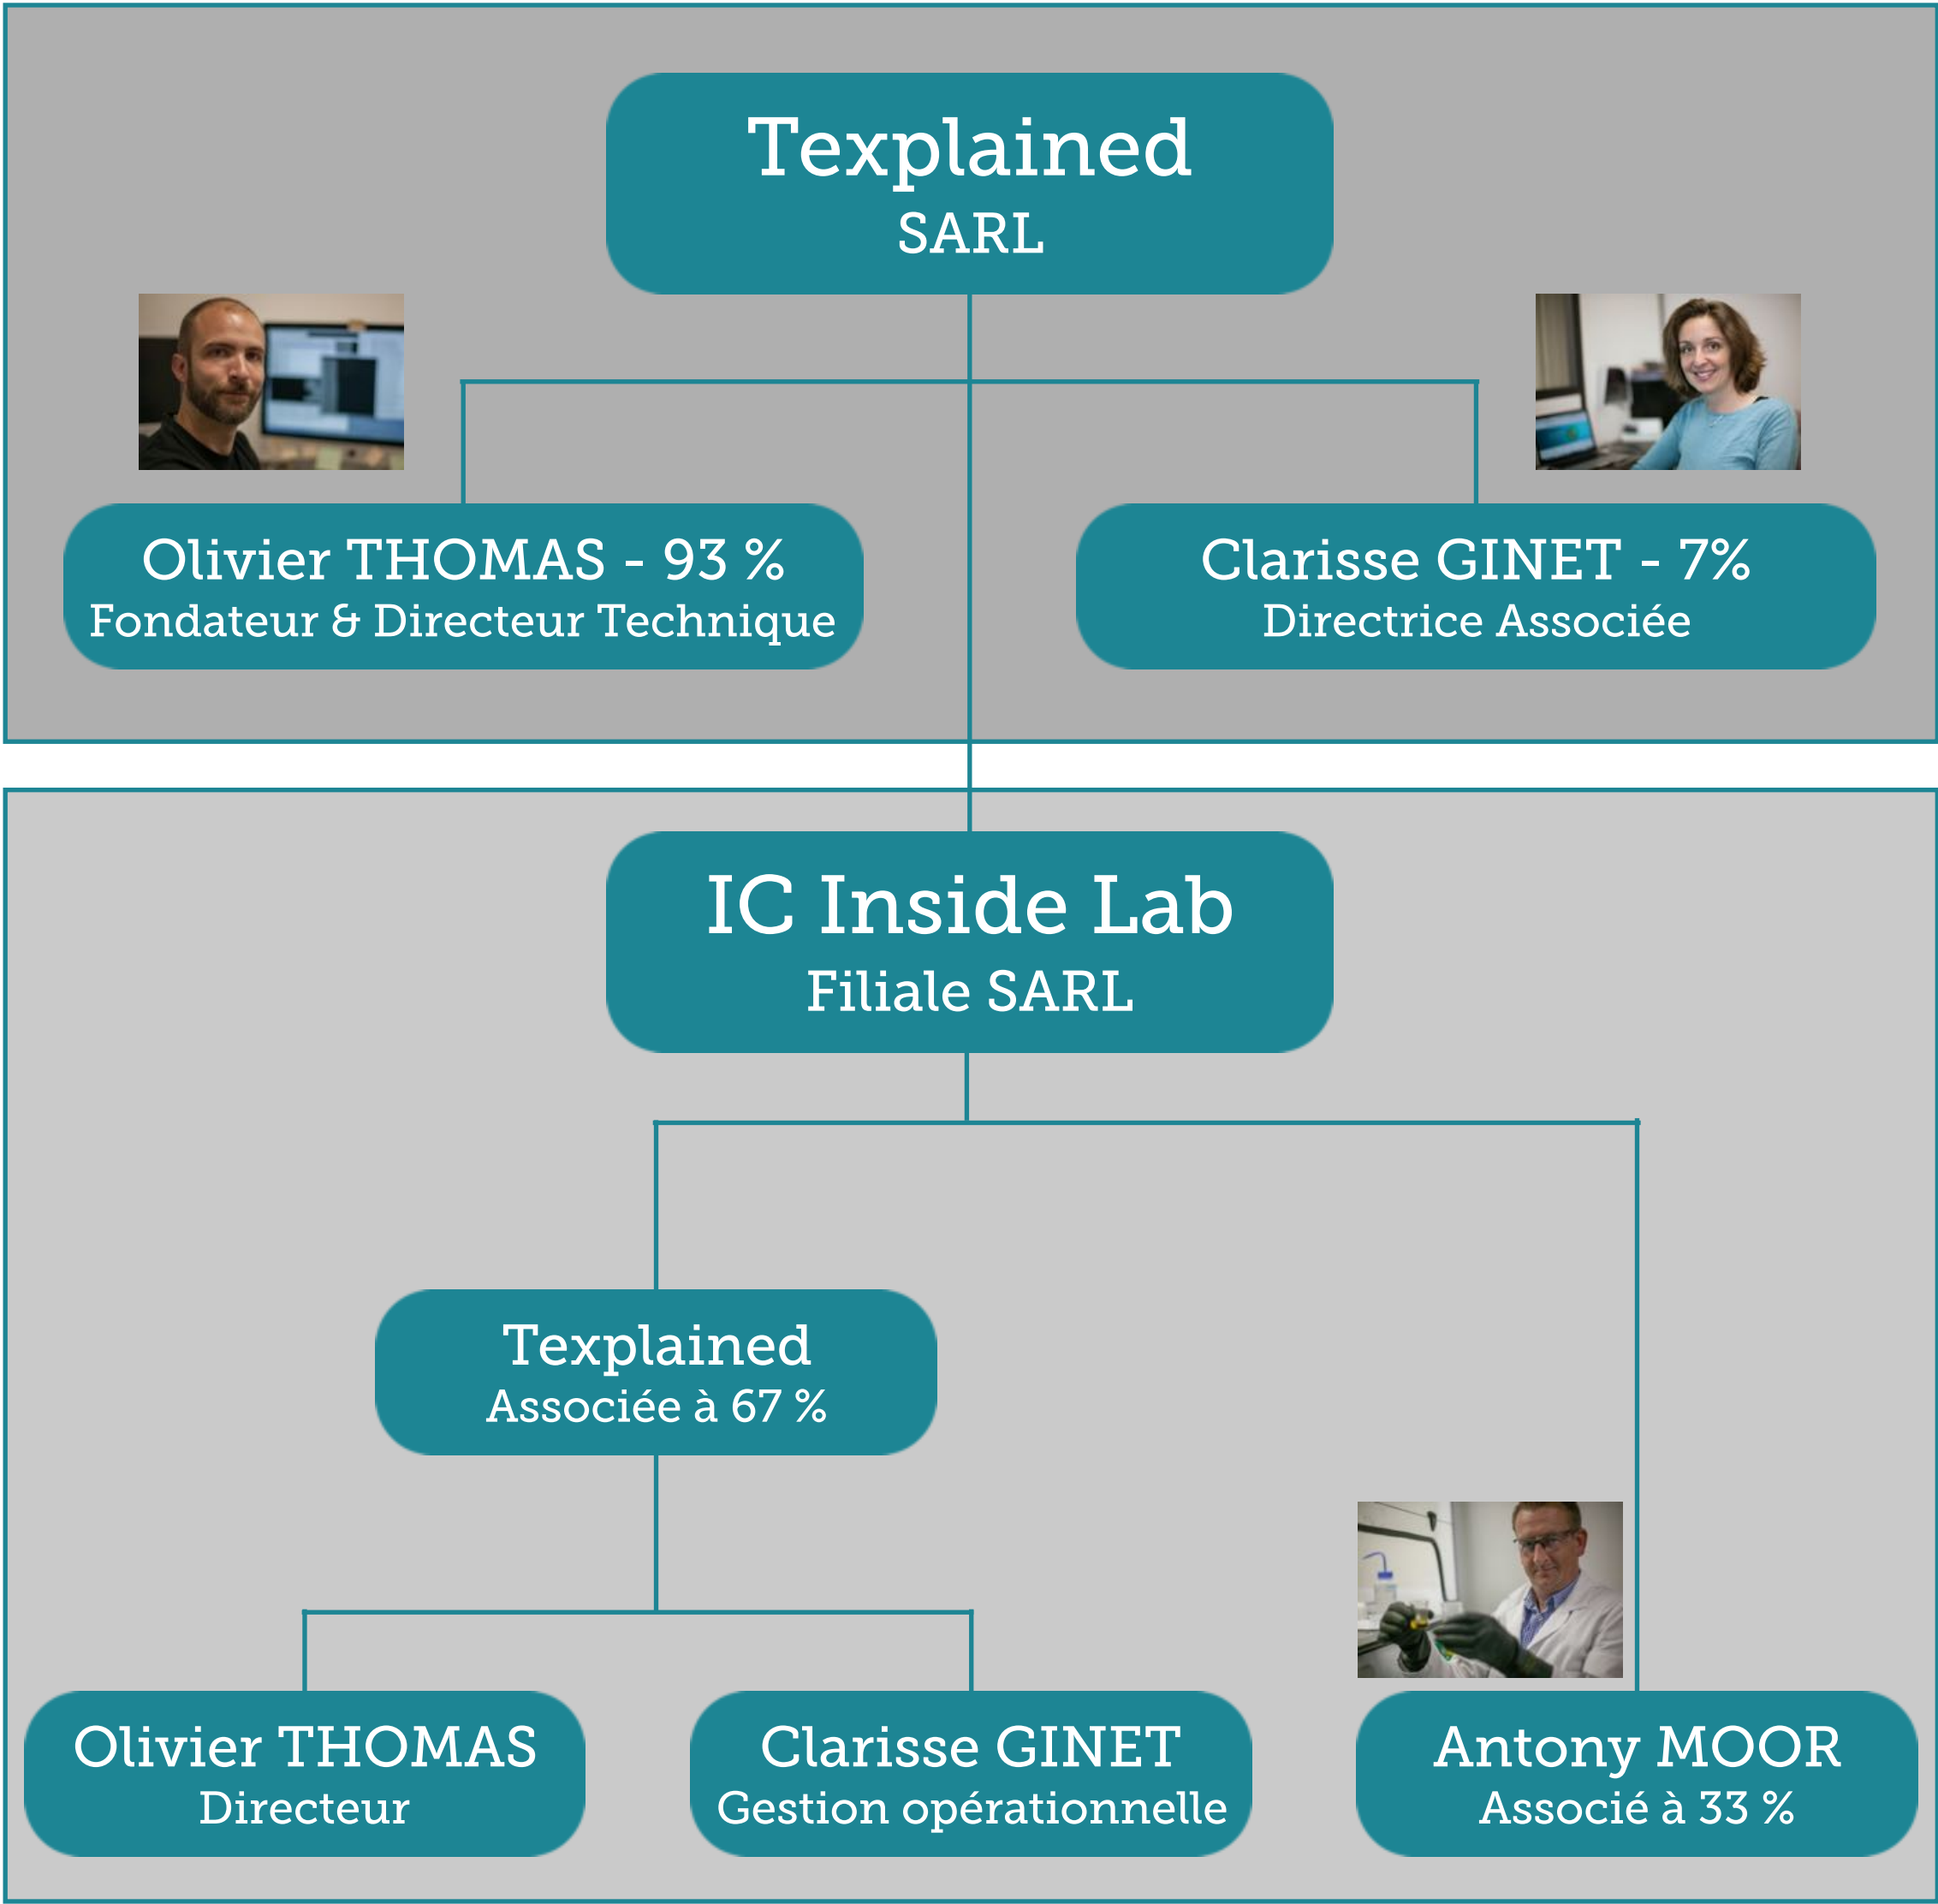 Texplained
SARL
Olivier THOMAS - 93 %
Fondateur & Directeur Technique
Clarisse GINET - 7%
Directrice Associée
IC Inside Lab
Filiale SARL
Texplained
Associée à 67 %
Olivier THOMAS
Directeur
Clarisse GINET
Gestion opérationnelle
Antony MOOR
Associé à 33 %